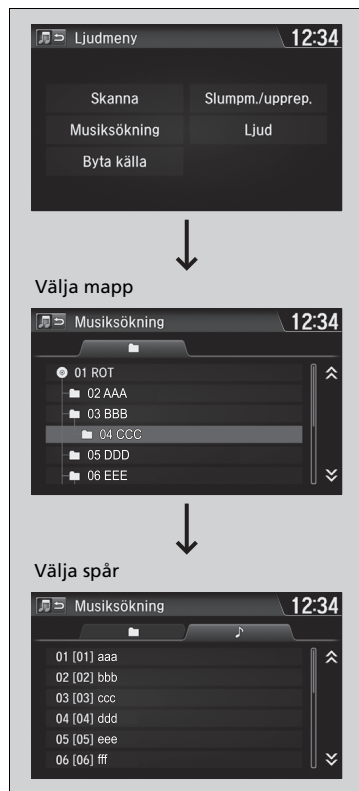 Ljudmeny 12:34
Skanna Slumpm./upprep.
Musiksökning Ljud
Byta källa
Välja mapp
Musiksökning 12:34
01 ROT
02 AAA
03 BBB
04 CCC
05 DDD
06 EEE
Välja spår
Musiksökning 12:34
01 [01] aaa
02 [02] bbb
03 [03] ccc
04 [04] ddd
05 [05] eee
06 [06] fff